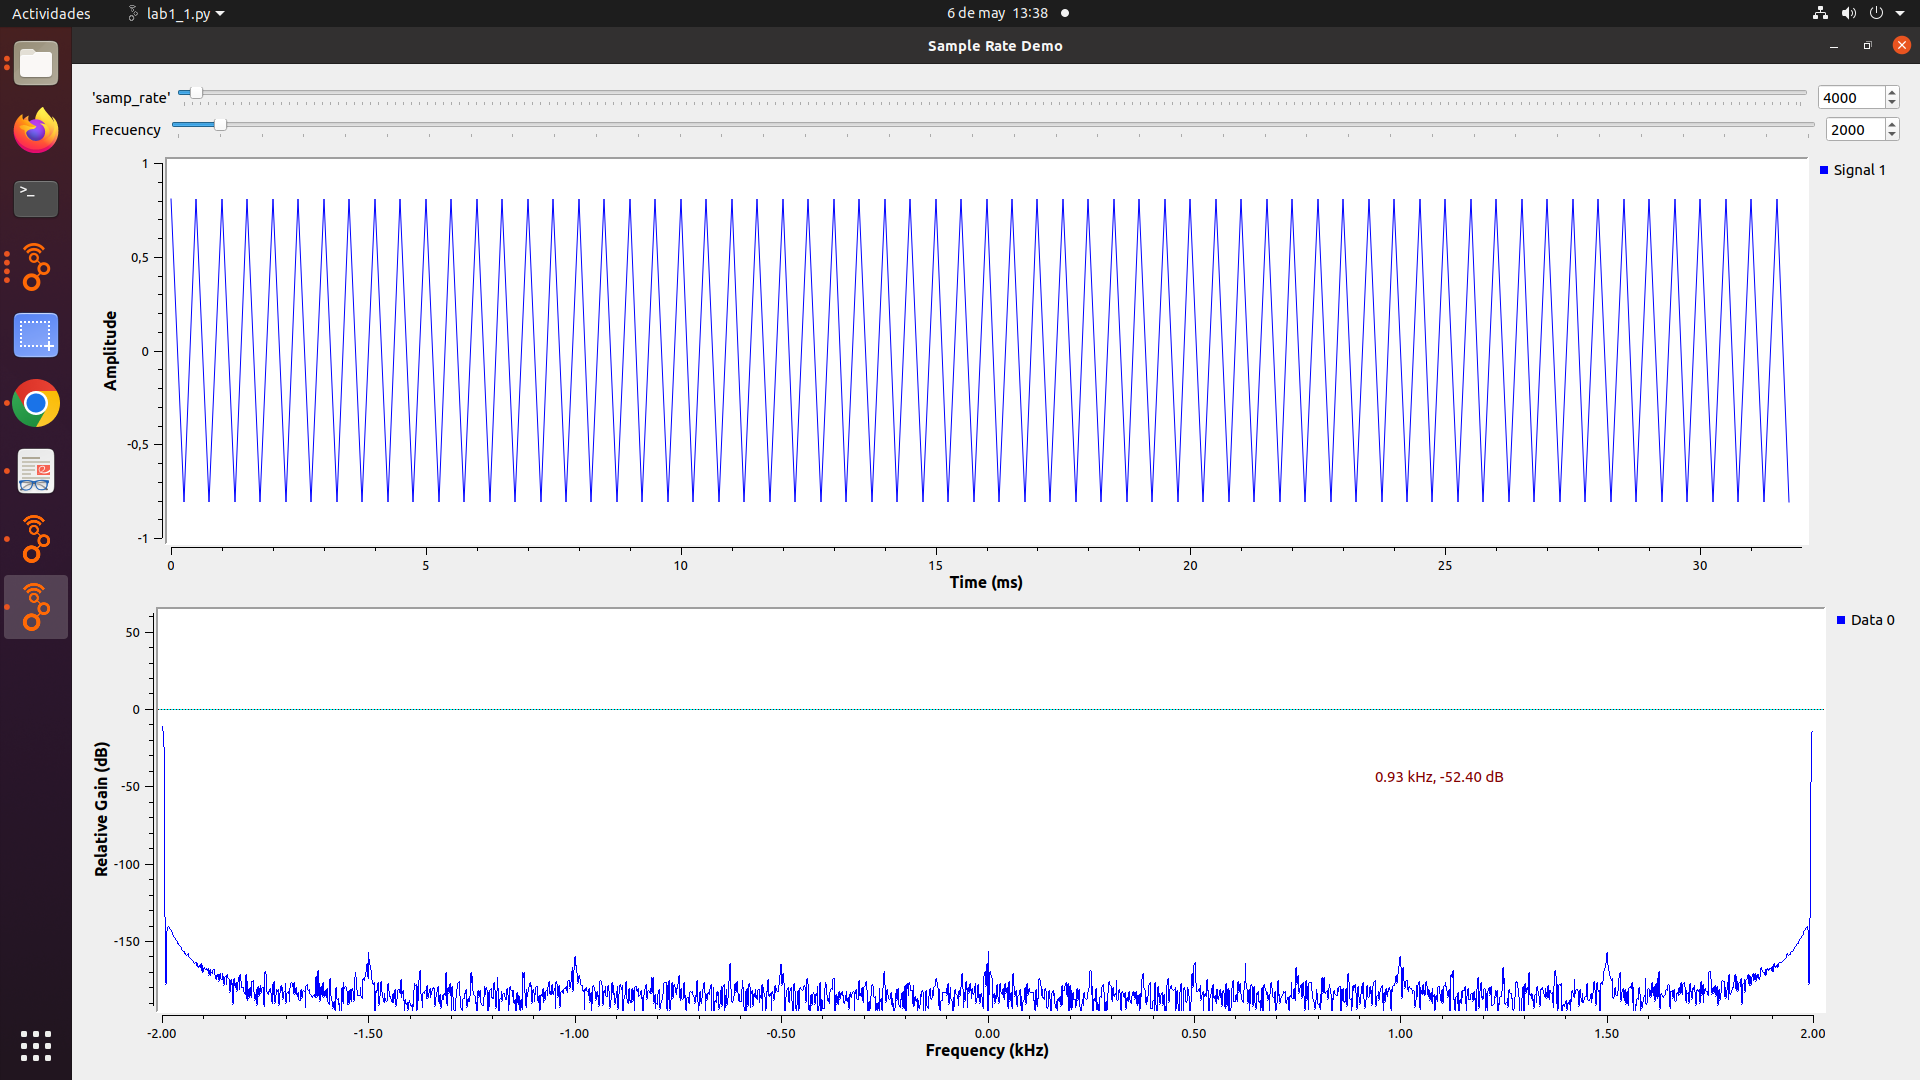 Actividades lab1_1.py 6 de may 13:38
Sample Rate Demo
'samp_rate' 4000
Frecuency 2000
Signal 1
1
0,5
0
-0,5
-1
Amplitude
0 5 10 15 20 25 30
Time (ms)
Data 0
50
0
-50
-100
-150
Relative Gain (dB)
0.93 kHz, -52.40 dB
-2.00 -1.50 -1.00 -0.50 0.00 0.50 1.00 1.50 2.00
Frequency (kHz)